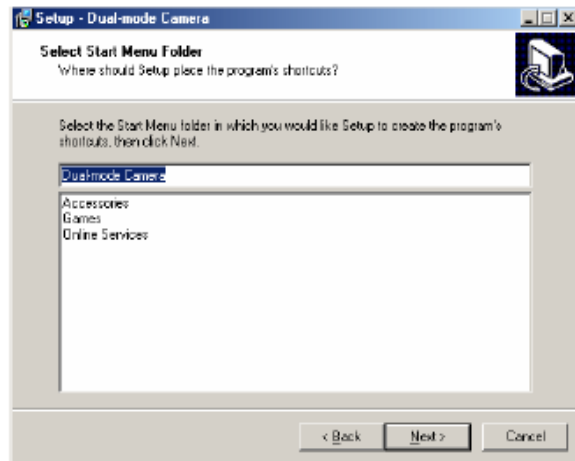 Setup - Dual-mode Camera
Select Start Menu Folder
Where should Setup place the program's shortcuts?
Select the Start Menu folder in which you would like Setup to create the program's
shortcuts, then click Next.
Dual-mode Camera
Accessories
Games
Online Services
< Back
Next >
Cancel